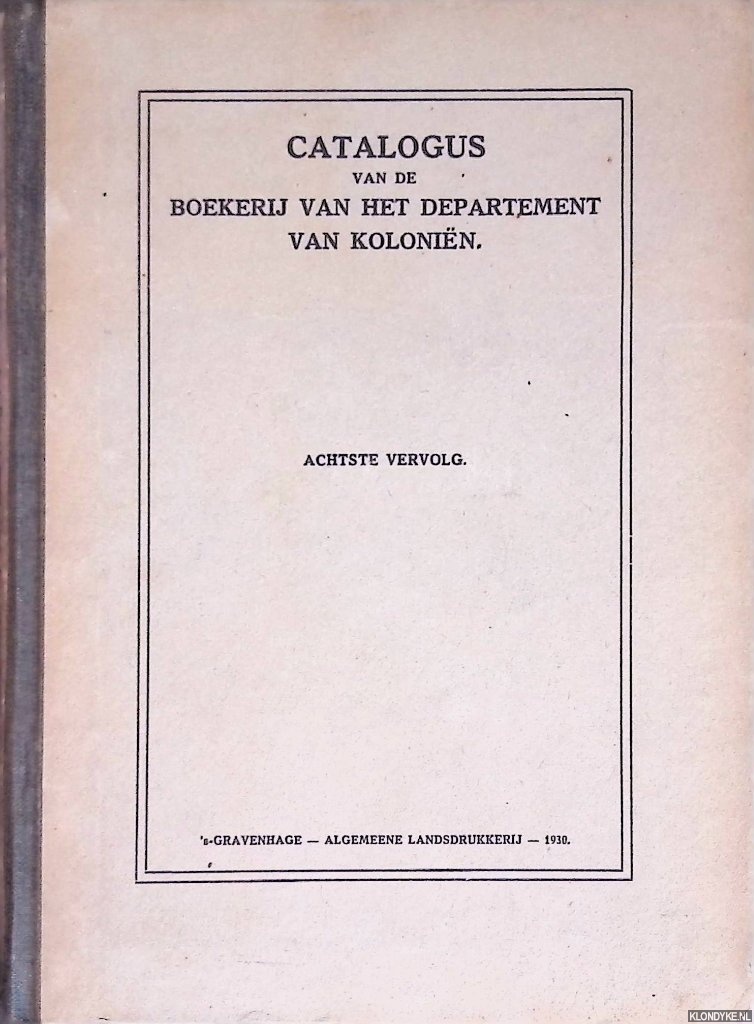 CATALOGUS
VAN DE
BOEKERIJ VAN HET DEPARTEMENT
VAN KOLONIËN.
ACHTSTE VERVOLG.
's-GRAVENHAGE — ALGEMEENE LANDSDRUKKERIJ — 1930.
KLONDYKE.NL